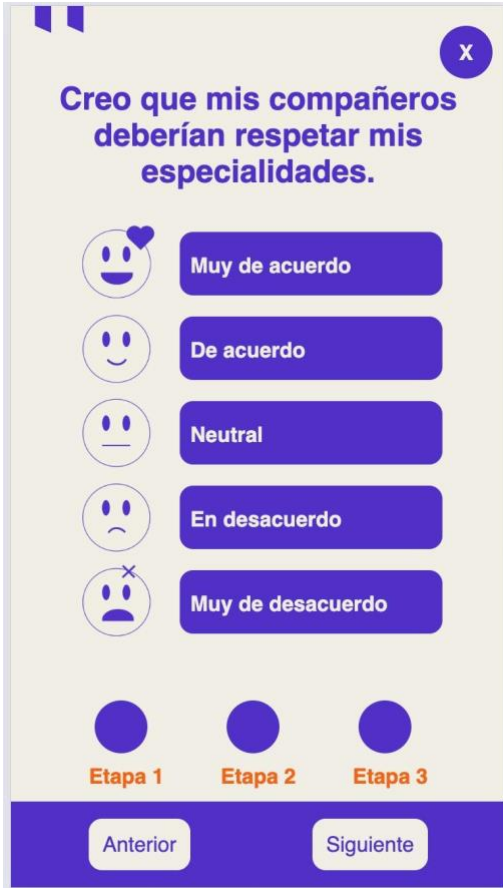 X
Creo que mis compañeros
deberían respetar mis
especialidades.
Muy de acuerdo
De acuerdo
Neutral
En desacuerdo
Muy de desacuerdo
Etapa 1 Etapa 2 Etapa 3
Anterior Siguiente